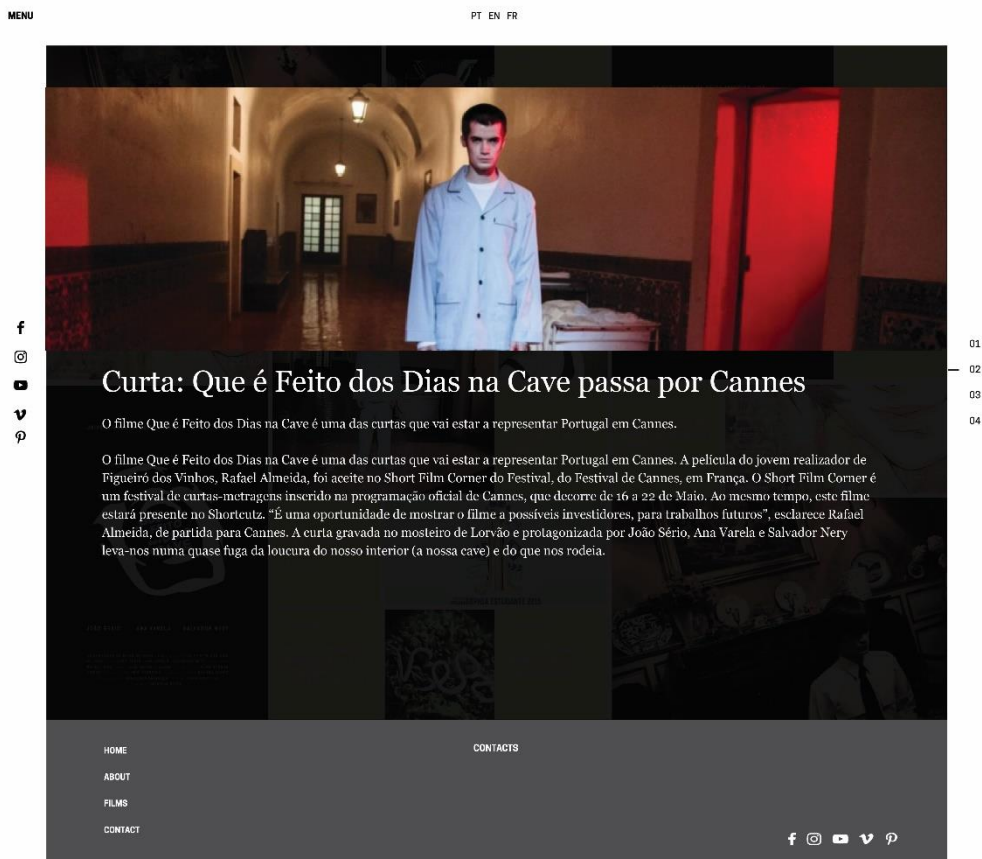 MENU
PT EN FR
01
02
03
04
Curta: Que é Feito dos Dias na Cave passa por Cannes
O filme Que é Feito dos Dias na Cave é uma das curtas que vai estar a representar Portugal em Cannes.
O filme Que é Feito dos Dias na Cave é uma das curtas que vai estar a representar Portugal em Cannes. A película do jovem realizador de
Figueiró dos Vinhos, Rafael Almeida, foi aceite no Short Film Corner do Festival, do Festival de Cannes, em França. O Short Film Corner é
um festival de curtas-metragens inserido na programação oficial de Cannes, que decorre de 16 a 22 de Maio. Ao mesmo tempo, este filme
estará presente no Shortcutz. “É uma oportunidade de mostrar o filme a possíveis investidores, para trabalhos futuros”, esclarece Rafael
Almeida, de partida para Cannes. A curta gravada no mosteiro de Lorvão e protagonizada por João Sério, Ana Varela e Salvador Nery
leva-nos numa quase fuga da loucura do nosso interior (a nossa cave) e do que nos rodeia.
HOME
ABOUT
FILMS
CONTACT
CONTACTS